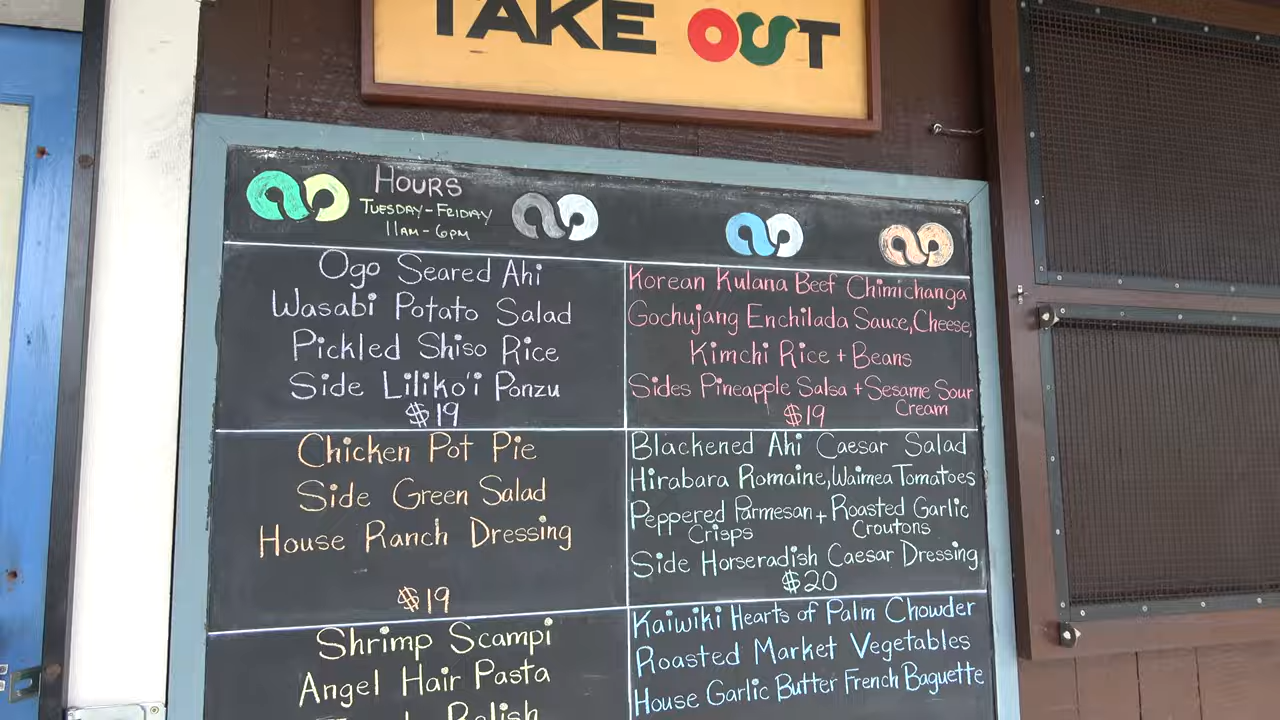 TAKE OUT
HOURS
TUESDAY-FRIDAY
11AM-6PM
Ogo Seared Ahi
Wasabi Potato Salad
Pickled Shiso Rice
Side Liliko'i Ponzu
$19
Korean Kulana Beef Chimichanga
Gochujang Enchilada Sauce, Cheese,
Kimchi Rice + Beans
Sides Pineapple Salsa + Sesame Sour
Cream
$19
Chicken Pot Pie
Side Green Salad
House Ranch Dressing
$19
Blackened Ahi Caesar Salad
Hirabara Romaine, Waimea Tomatoes
Peppered Parmesan + Roasted Garlic
Crisps Croutons
Side Horseradish Caesar Dressing
$20
Shrimp Scampi
Angel Hair Pasta
Relish
Kaiwiki Hearts of Palm Chowder
Roasted Market Vegetables
House Garlic Butter French Baguette